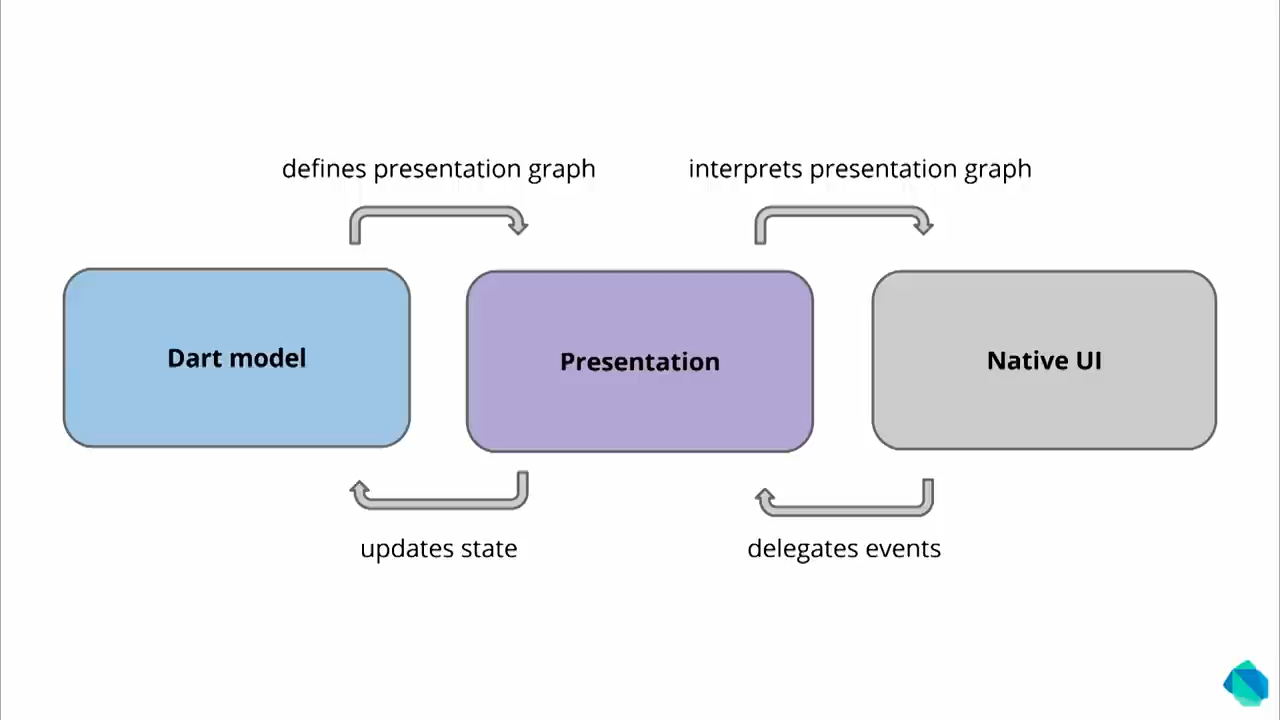 defines presentation graph
interprets presentation graph
Dart model
Presentation
Native UI
updates state
delegates events